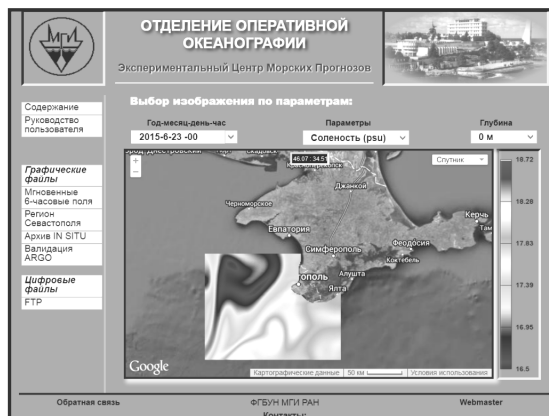 МГИ
ОТДЕЛЕНИЕ ОПЕРАТИВНОЙ
ОКЕАНОГРАФИИ
Экспериментальный Центр Морских Прогнозов
Выбор изображения по параметрам:
Содержание
Руководство
пользователя
Графические
файлы
Мгновенные
6-часовые поля
Регион
Севастополя
Архив IN SITU
Валидация
ARGO
Цифровые
файлы
FTP
Год-месяц-день-час
2015-6-23 -00
Параметры
Соленость (psu)
Глубина
0 м
46.07 : 34.51
Спутник
+
−
Джанкой
Черноморское
Евпатория
Керчь
Там
Симферополь
Феодосия
Коктебель
тополь
Алушта
Ялта
Google
Картографические данные
50 км
Условия использования
18.72
18.28
17.83
17.39
16.95
16.5
Обратная связь
ФГБУН МГИ РАН
Webmaster
Контакты: